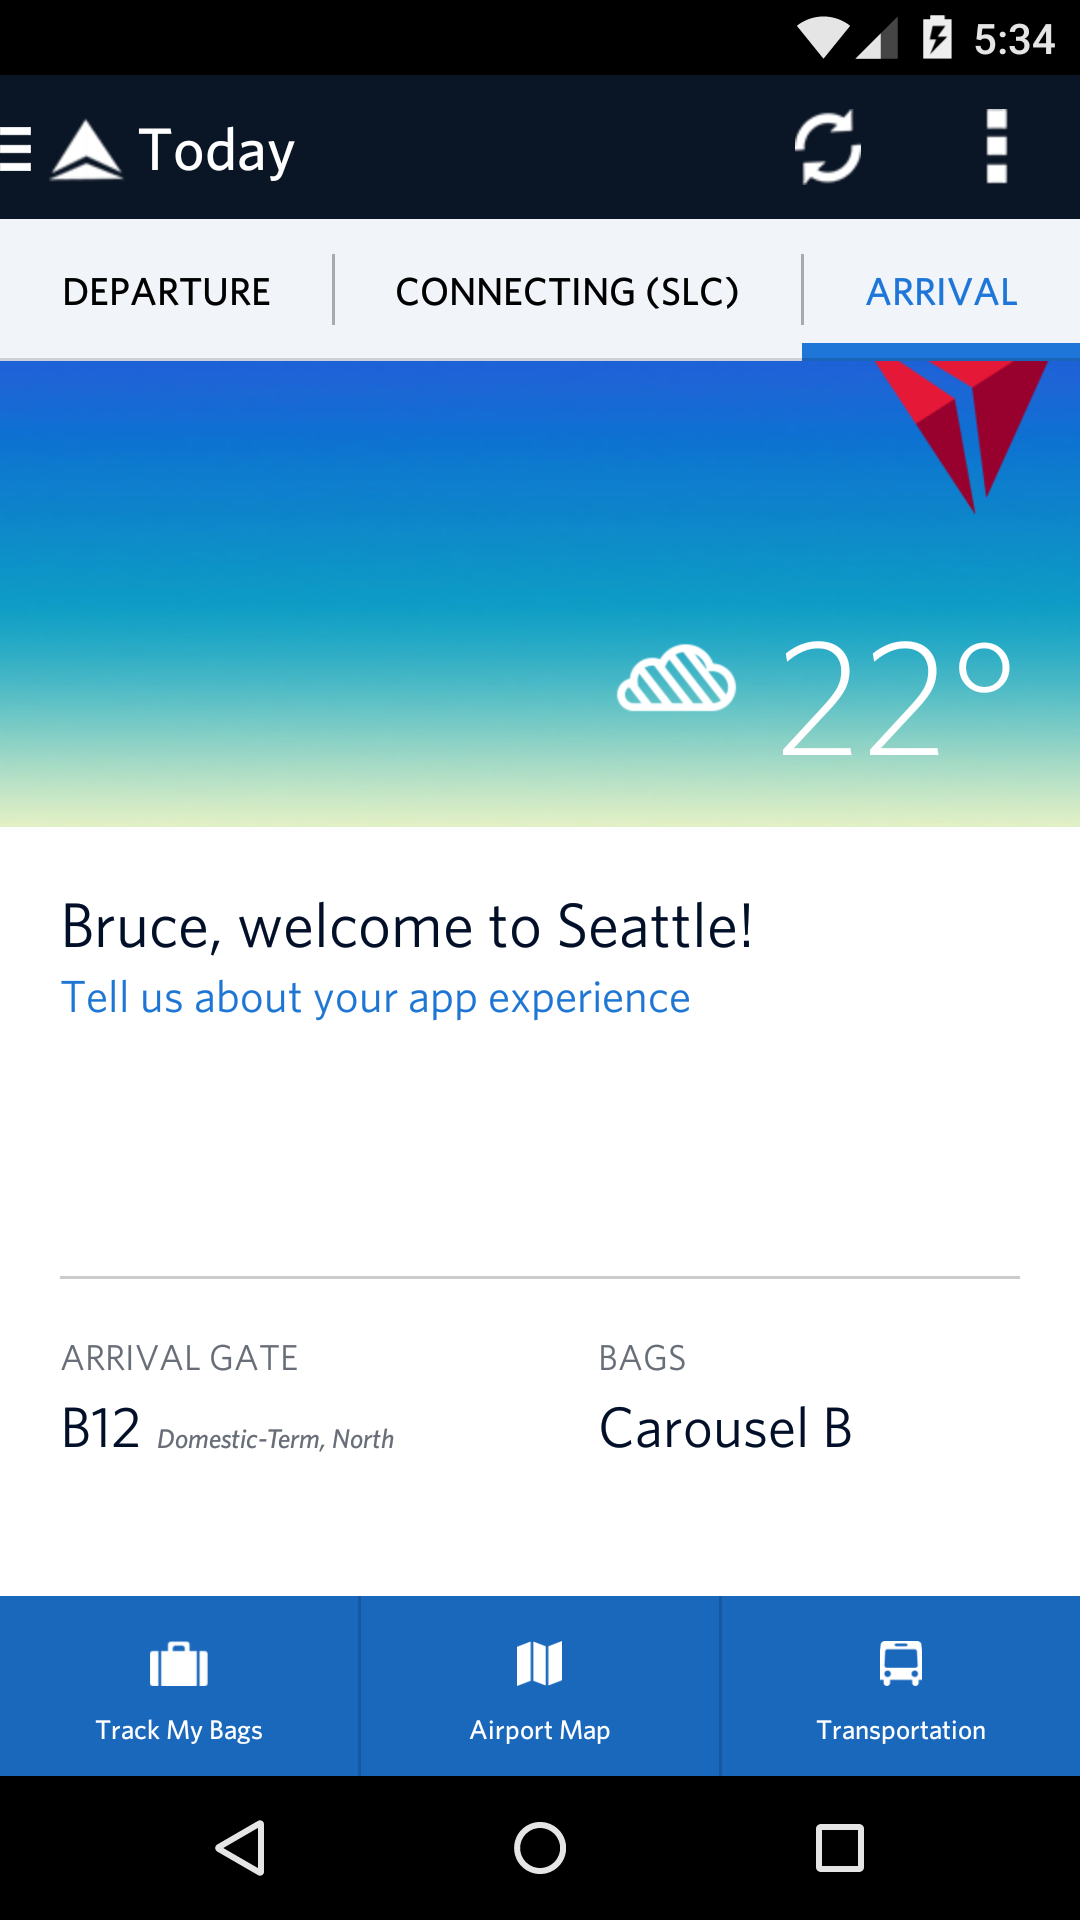 5:34
Today
DEPARTURE
CONNECTING (SLC)
ARRIVAL
22°
Bruce, welcome to Seattle!
Tell us about your app experience
ARRIVAL GATE
BAGS
B12 Domestic-Term, North
Carousel B
Track My Bags
Airport Map
Transportation